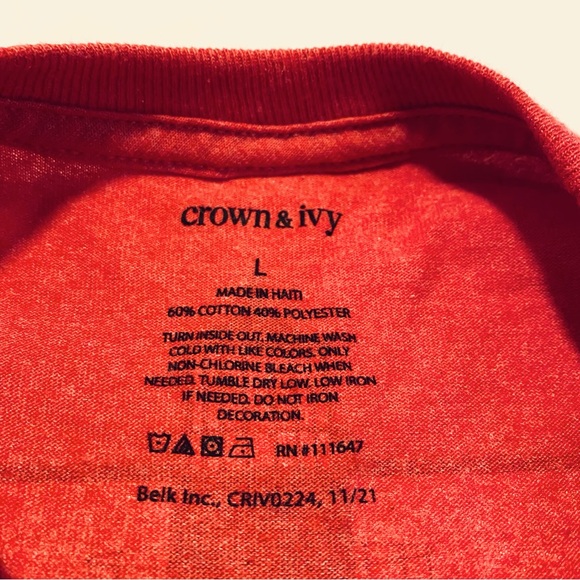 crown & ivy
L
MADE IN HAITI
60% COTTON 40% POLYESTER
TURN INSIDE OUT. MACHINE WASH
COLD WITH LIKE COLORS. ONLY
NON-CHLORINE BLEACH WHEN
NEEDED. TUMBLE DRY LOW. LOW IRON
IF NEEDED. DO NOT IRON
DECORATION.
RN #111647
Belk Inc., CRIV0224, 11/21